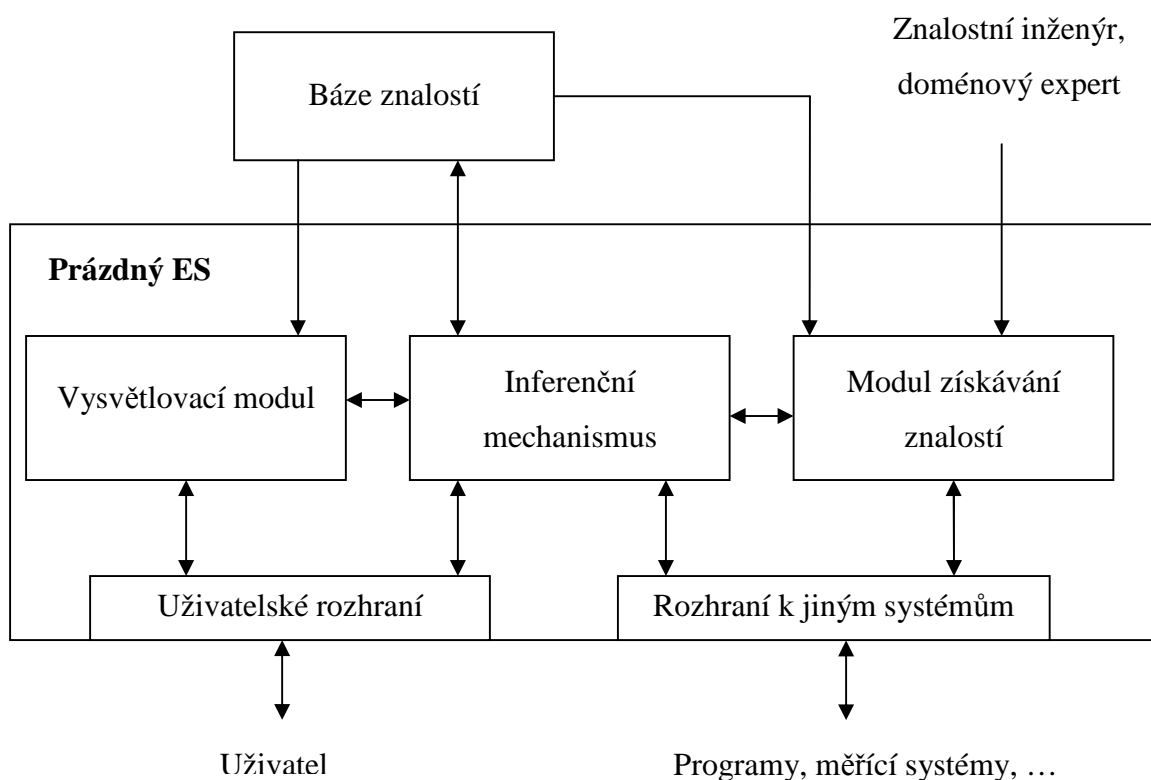 Znalostní inženýr,
doménový expert
Báze znalostí
Prázdný ES
Vysvětlovací modul
Inferenční
mechanismus
Modul získávání
znalostí
Uživatelské rozhraní
Rozhraní k jiným systémům
Uživatel
Programy, měřící systémy, …